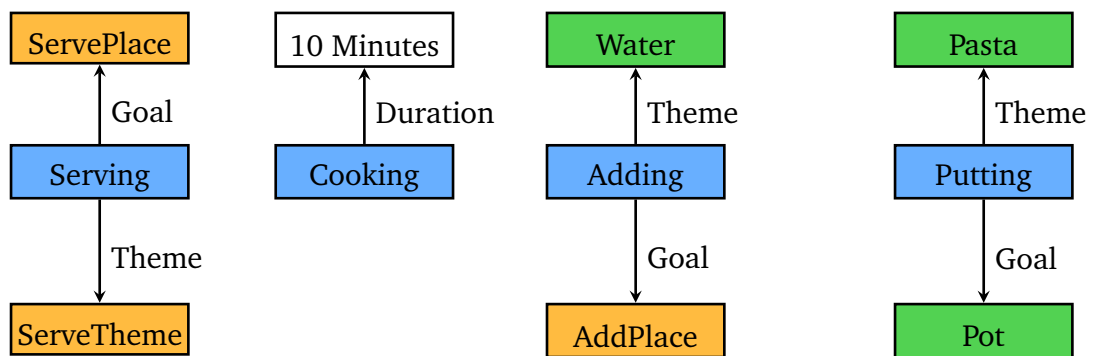 ServePlace
10 Minutes
Water
Pasta
Goal
Duration
Theme
Theme
Serving
Cooking
Adding
Putting
Theme
Goal
Goal
ServeTheme
AddPlace
Pot